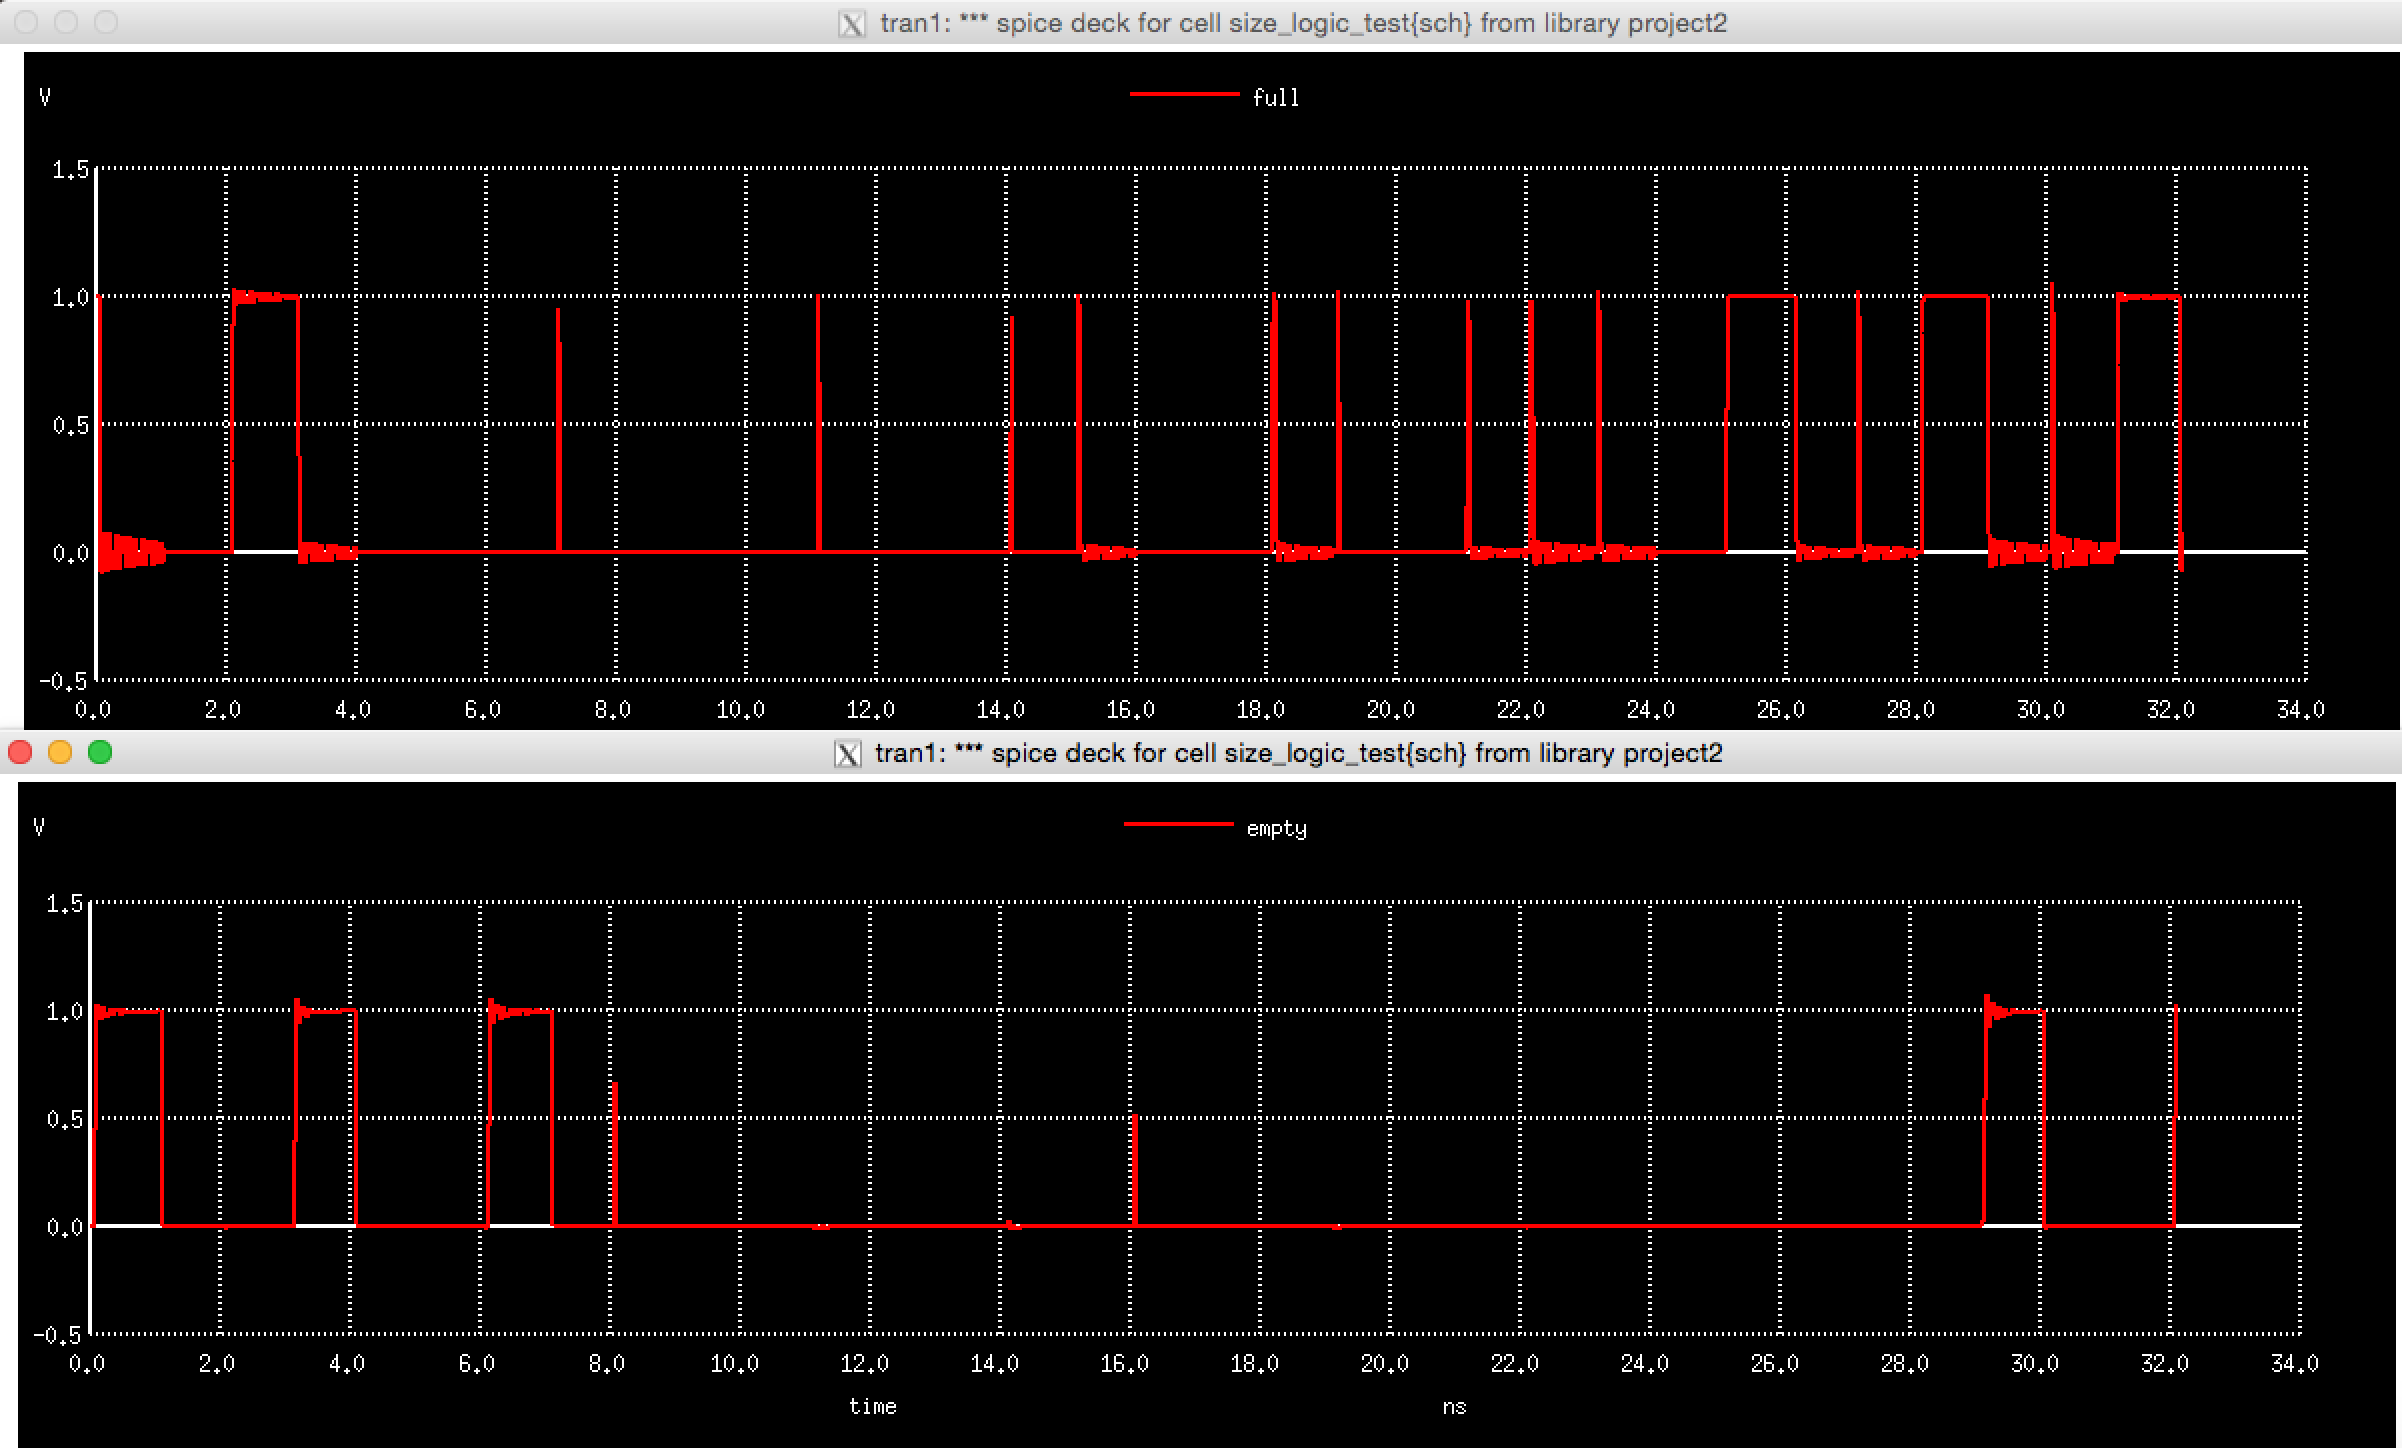 tran1: *** spice deck for cell size_logic_test{sch} from library project2
V
full
1.5
1.0
0.5
0.0
-0.5
0.0 2.0 4.0 6.0 8.0 10.0 12.0 14.0 16.0 18.0 20.0 22.0 24.0 26.0 28.0 30.0 32.0 34.0
tran1: *** spice deck for cell size_logic_test{sch} from library project2
V
empty
1.5
1.0
0.5
0.0
-0.5
0.0 2.0 4.0 6.0 8.0 10.0 12.0 14.0 16.0 18.0 20.0 22.0 24.0 26.0 28.0 30.0 32.0 34.0
time ns